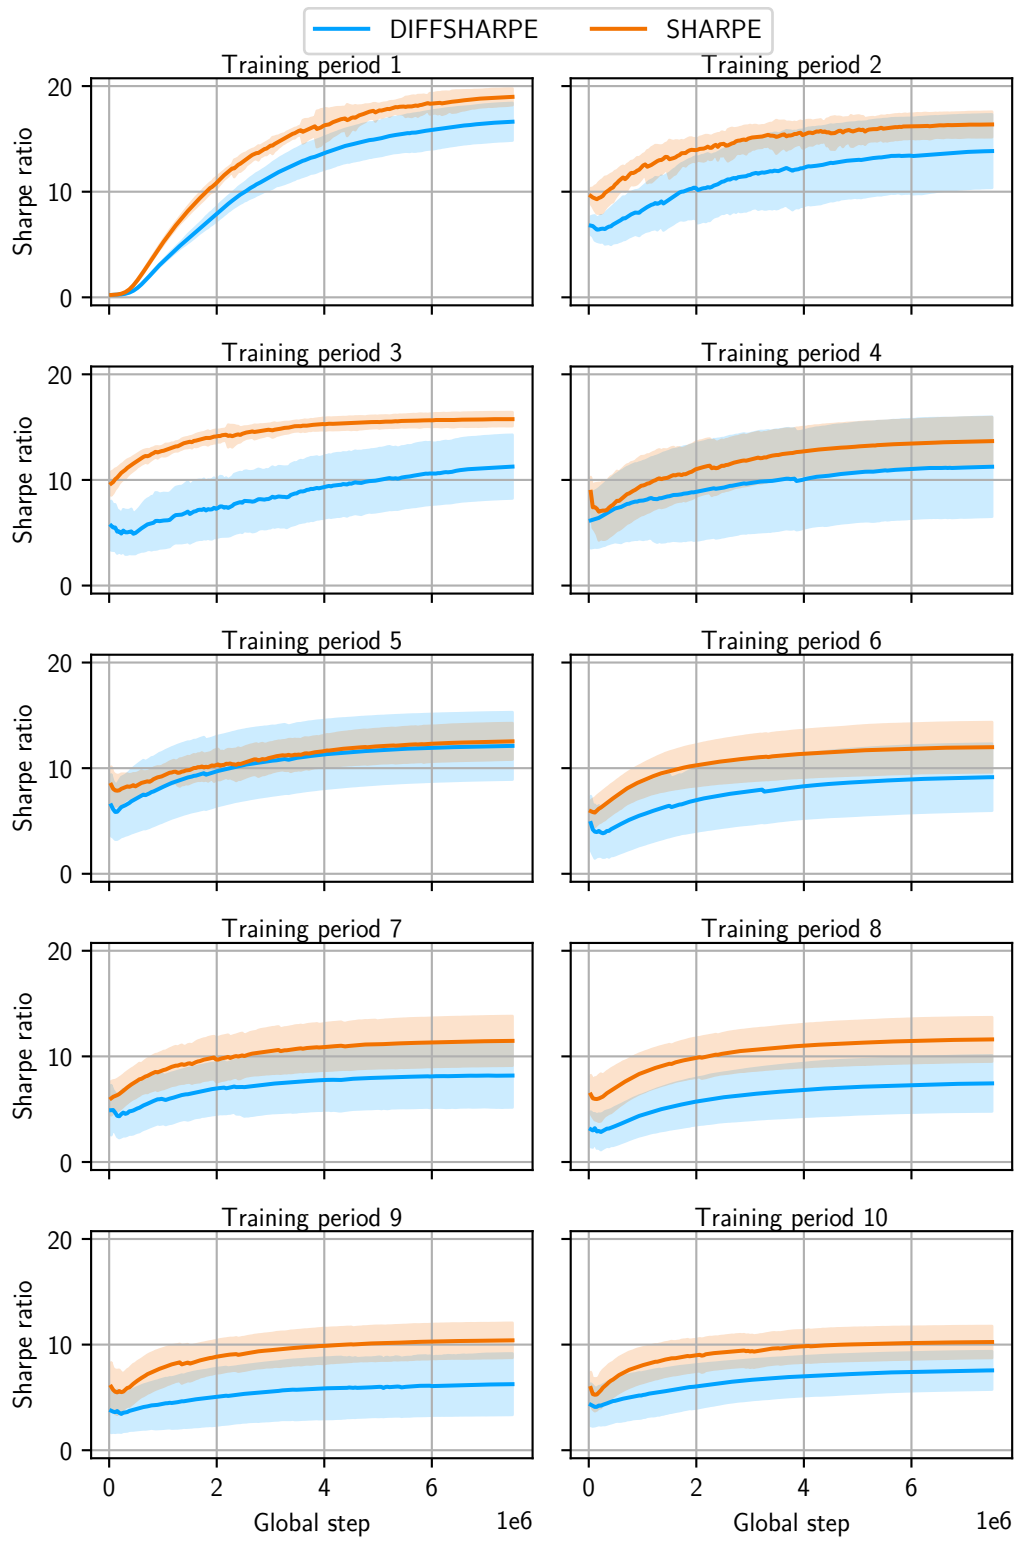 DIFFSHARPE SHARPE
Training period 1 Training period 2
Sharpe ratio
20
10
0
Training period 3 Training period 4
Sharpe ratio
20
10
0
Training period 5 Training period 6
Sharpe ratio
20
10
0
Training period 7 Training period 8
Sharpe ratio
20
10
0
Training period 9 Training period 10
Sharpe ratio
20
10
0
0 2 4 6 0 2 4 6
Global step 1e6 Global step 1e6